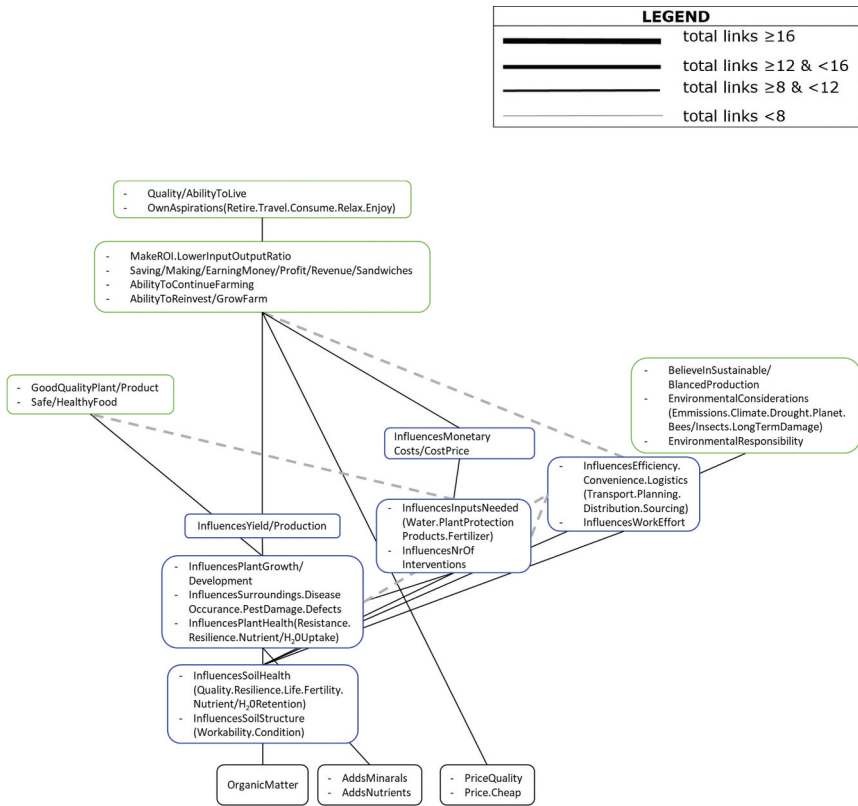 LEGEND
total links ≥16
total links ≥12 & <16
total links ≥8 & <12
total links <8
- Quality/AbilityToLive
- OwnAspirations(Retire.Travel.Consume.Relax.Enjoy)
- MakeROI.LowerInputOutputRatio
- Saving/Making/EarningMoney/Profit/Revenue/Sandwiches
- AbilityToContinueFarming
- AbilityToReinvest/GrowFarm
- GoodQualityPlant/Product
- Safe/HealthyFood
- BelieveInSustainable/
BlancedProduction
- EnvironmentalConsiderations
(Emmissions.Climate.Drought.Planet.
Bees/Insects.LongTermDamage)
- EnvironmentalResponsibility
InfluencesMonetary
Costs/CostPrice
- InfluencesEfficiency.
Convenience.Logistics
(Transport.Planning.
Distribution.Sourcing)
- InfluencesWorkEffort
- InfluencesInputsNeeded
(Water.PlantProtection
Products.Fertilizer)
- InfluencesNrOf
Interventions
InfluencesYield/Production
- InfluencesPlantGrowth/
Development
- InfluencesSurroundings.Disease
Occurance.PestDamage.Defects
- InfluencesPlantHealth(Resistance.
Resilience.Nutrient/H₂0Uptake)
- InfluencesSoilHealth
(Quality.Resilience.Life.Fertility.
Nutrient/H₂0Retention)
- InfluencesSoilStructure
(Workability.Condition)
OrganicMatter
- AddsMinarals
- AddsNutrients
- PriceQuality
- Price.Cheap